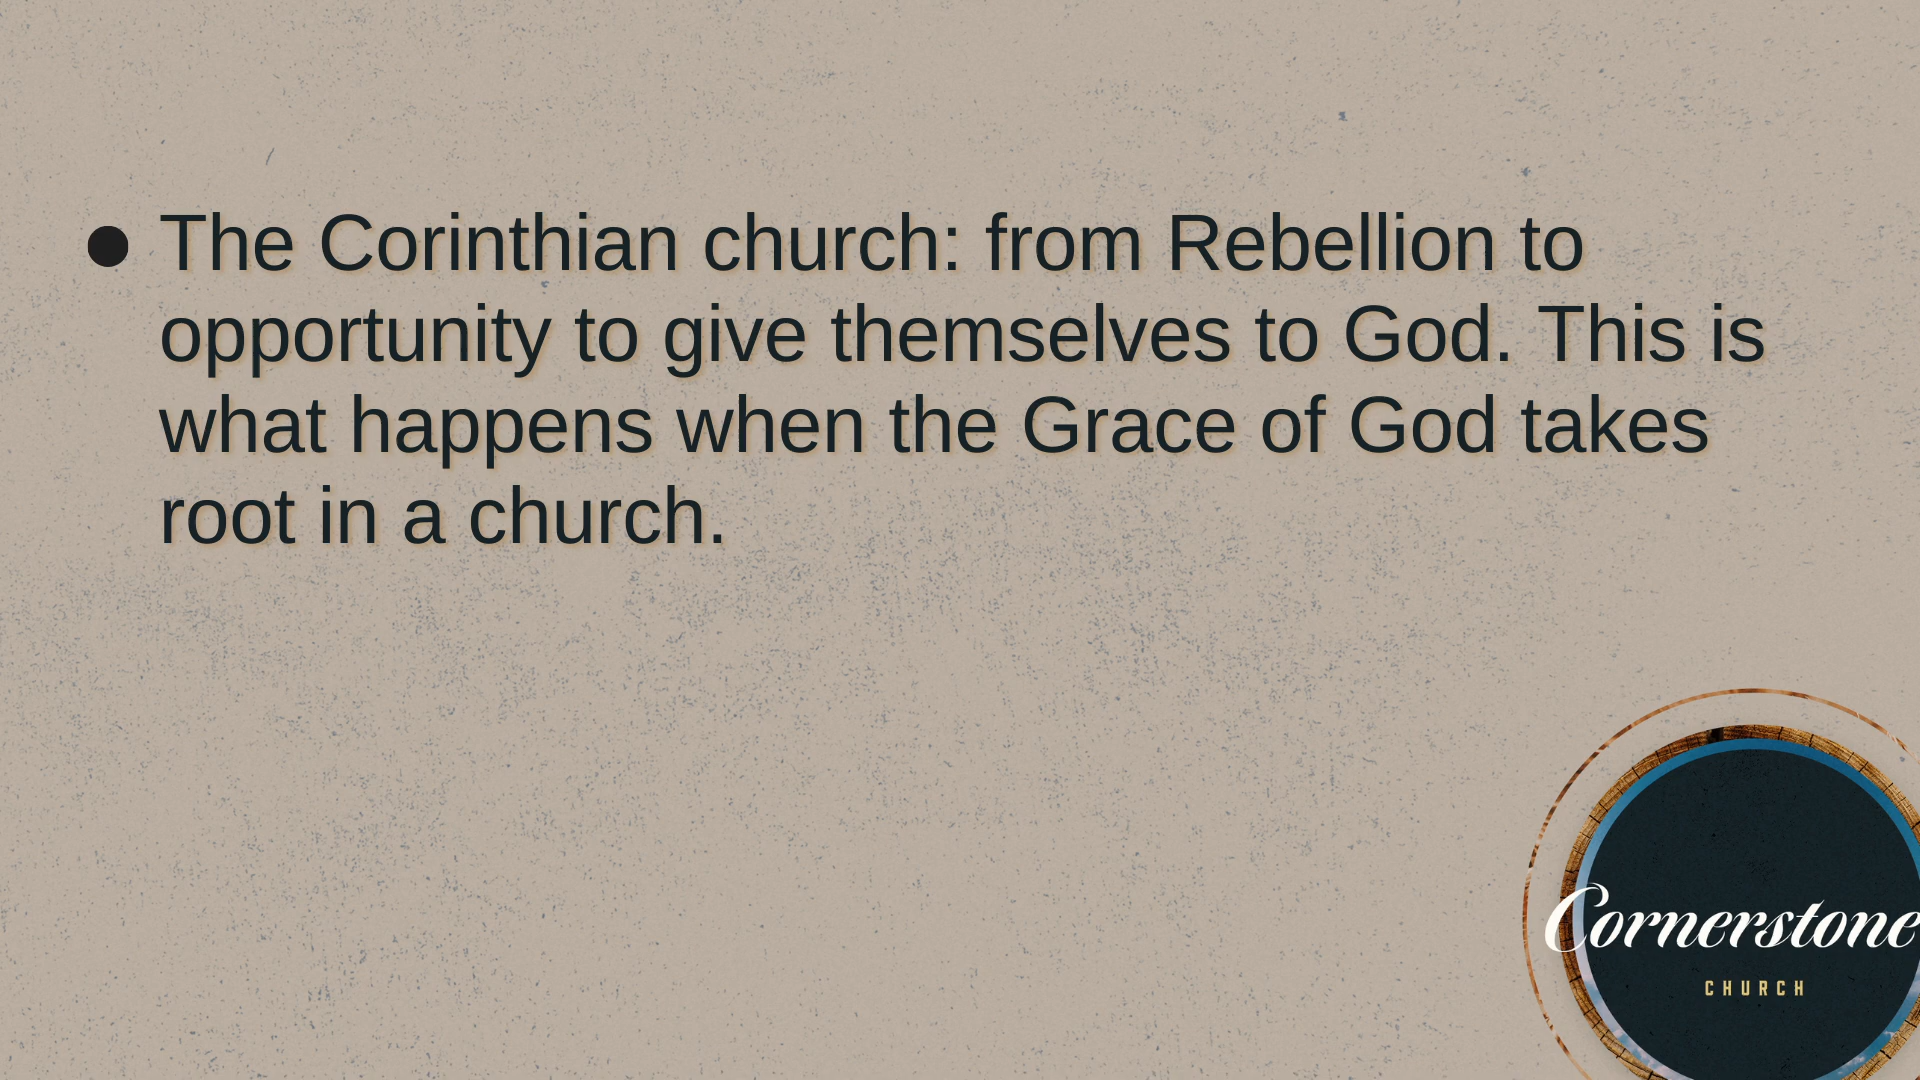 ● The Corinthian church: from Rebellion to
opportunity to give themselves to God. This is
what happens when the Grace of God takes
root in a church.
Cornerstone
CHURCH